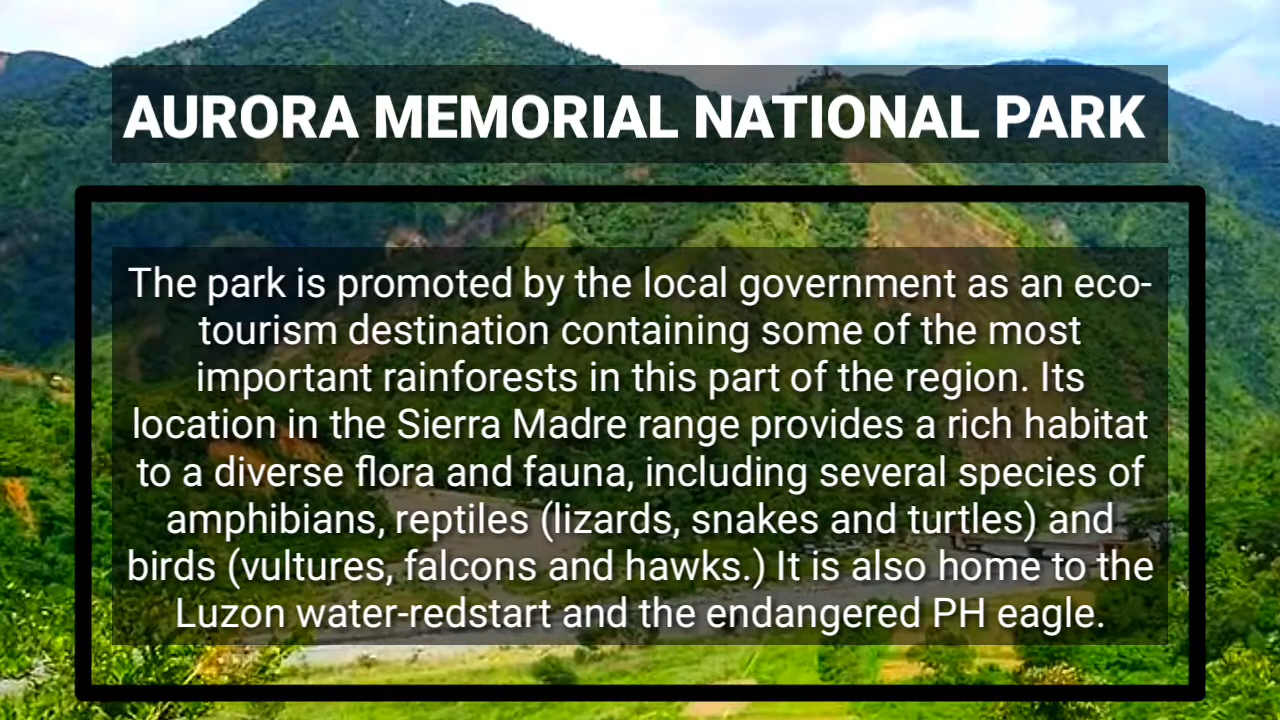 AURORA MEMORIAL NATIONAL PARK
The park is promoted by the local government as an eco-
tourism destination containing some of the most
important rainforests in this part of the region. Its
location in the Sierra Madre range provides a rich habitat
to a diverse flora and fauna, including several species of
amphibians, reptiles (lizards, snakes and turtles) and
birds (vultures, falcons and hawks.) It is also home to the
Luzon water-redstart and the endangered PH eagle.